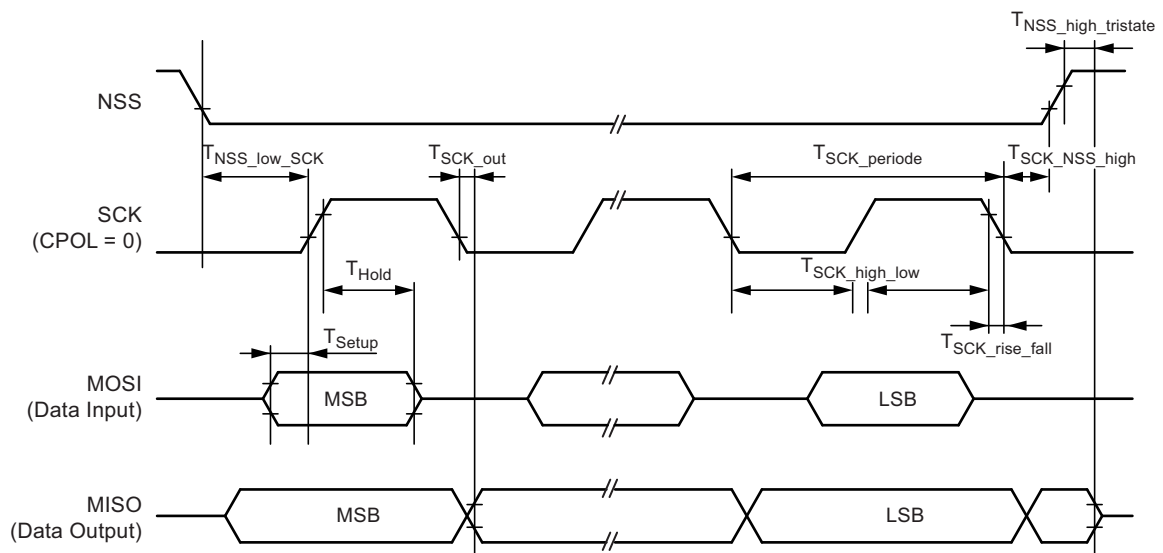 T_NSS_high_tristate
NSS
T_NSS_low_SCK
T_SCK_out
T_SCK_periode
T_SCK_NSS_high
SCK
(CPOL = 0)
T_Hold
T_SCK_high_low
T_Setup
T_SCK_rise_fall
MOSI
(Data Input)
MSB
LSB
MISO
(Data Output)
MSB
LSB